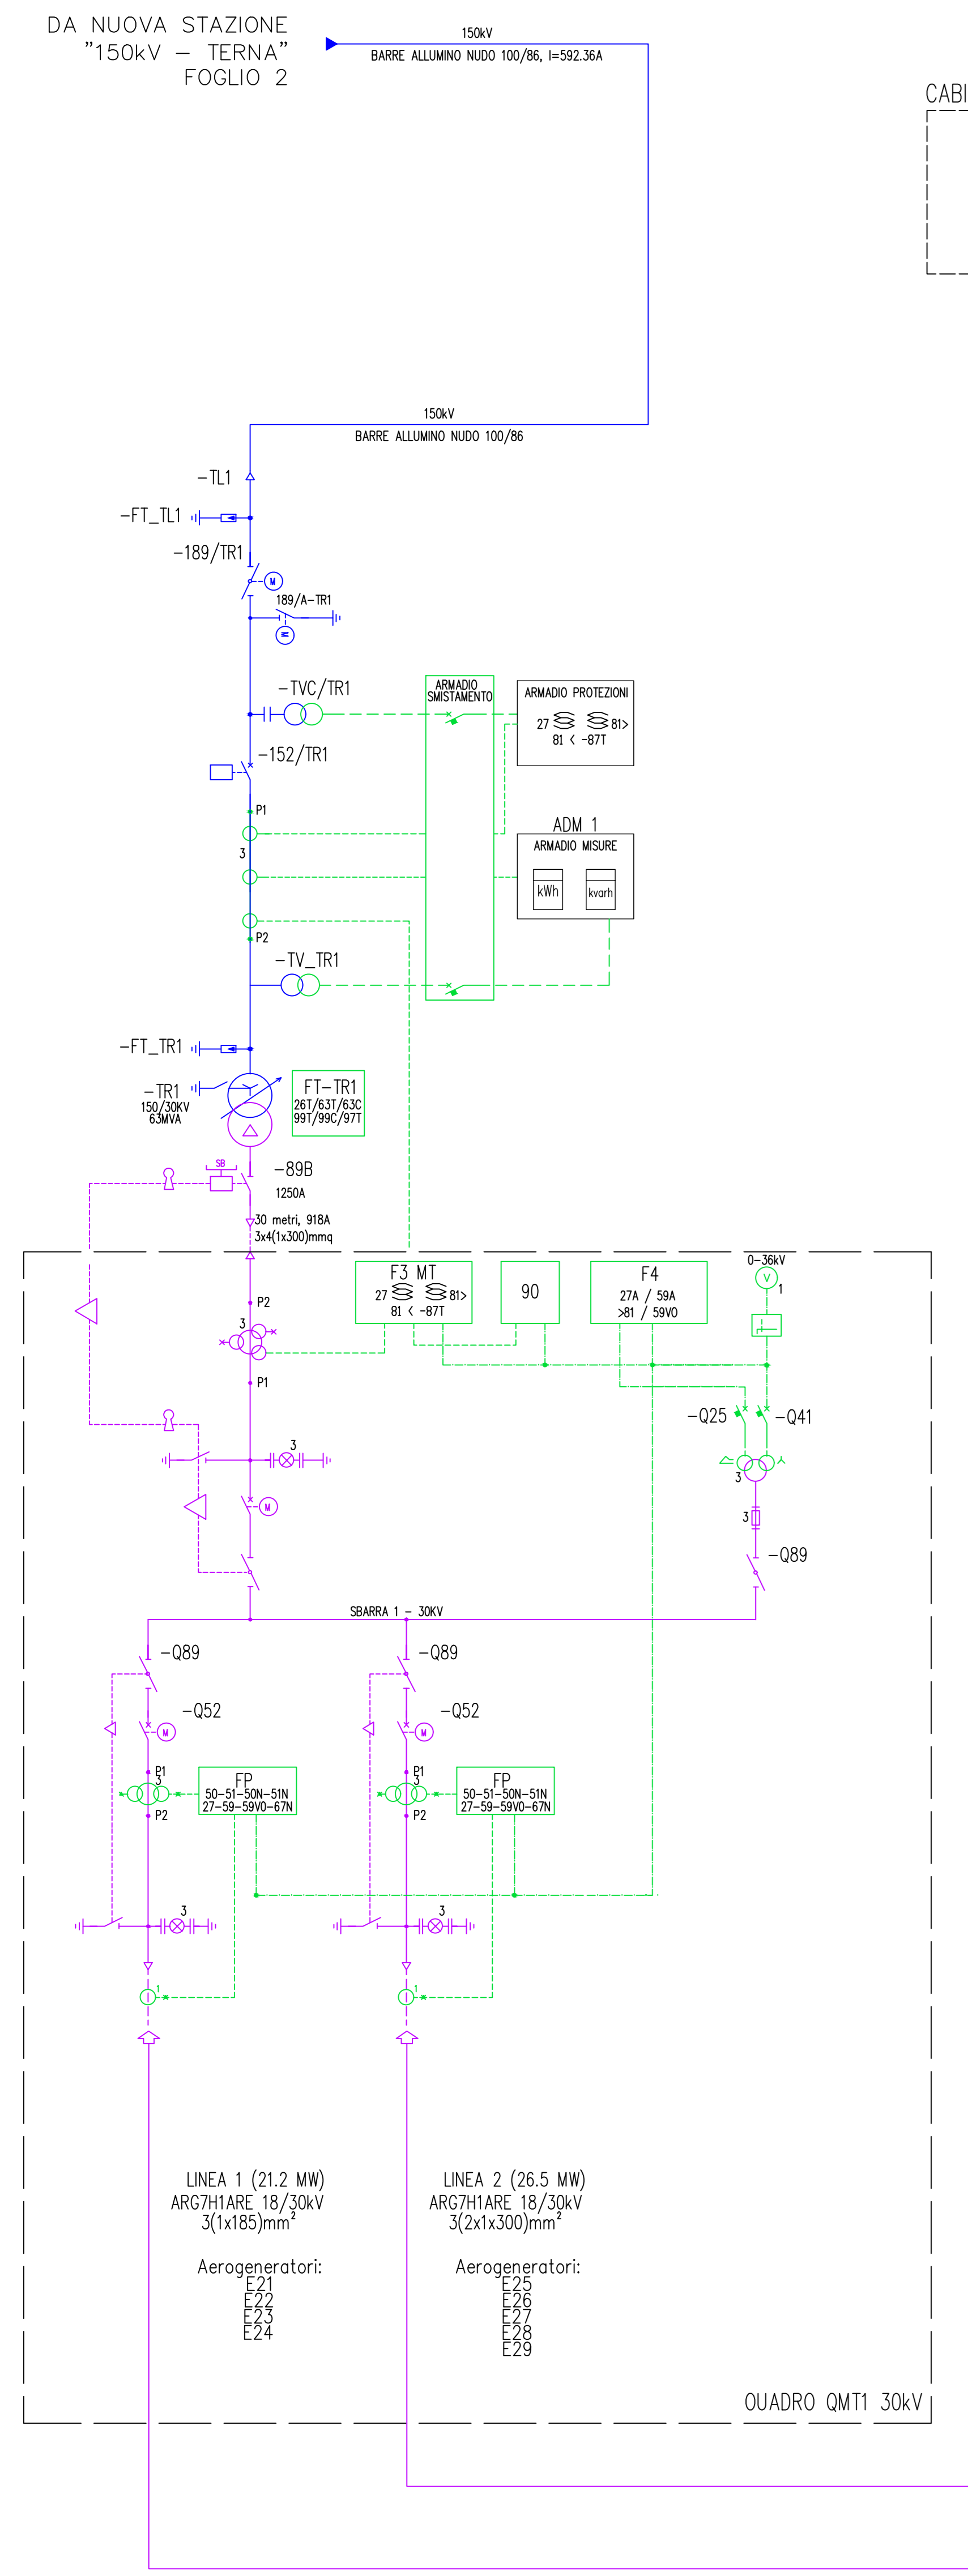 DA NUOVA STAZIONE
"150kV – TERNA"
FOGLIO 2
150kV
BARRE ALLUMINO NUDO 100/86, I=592.36A
CABI
150kV
BARRE ALLUMINO NUDO 100/86
-TL1
-FT_TL1
-189/TR1
M
189/A-TR1
M
-TVC/TR1
ARMADIO
SMISTAMENTO
ARMADIO PROTEZIONI
27 81>
81 < -87T
-152/TR1
P1
3
ADM 1
ARMADIO MISURE
kWh
kvarh
P2
-TV_TR1
-FT_TR1
-TR1
150/30KV
63MVA
FT-TR1
26T/63T/63C
99T/99C/97T
SB
-89B
1250A
30 metri, 918A
3x4(1x300)mmq
F3 MT
27 81>
81 < -87T
90
F4
27A / 59A
>81 / 59V0
0-36kV
V
1
P2
3
P1
-Q25
-Q41
3
3
M
3
-Q89
SBARRA 1 – 30KV
-Q89
-Q89
-Q52
-Q52
M
M
P1
3
P2
FP
50-51-50N-51N
27-59-59V0-67N
P1
3
P2
FP
50-51-50N-51N
27-59-59V0-67N
3
3
1
1
LINEA 1 (21.2 MW)
ARG7H1ARE 18/30kV
3(1x185)mm²
Aerogeneratori:
E21
E22
E23
E24
LINEA 2 (26.5 MW)
ARG7H1ARE 18/30kV
3(2x1x300)mm²
Aerogeneratori:
E25
E26
E27
E28
E29
QUADRO QMT1 30kV